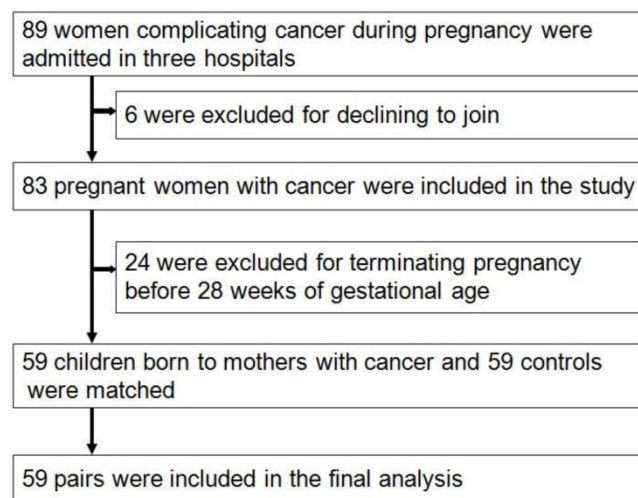 89 women complicating cancer during pregnancy were
admitted in three hospitals
6 were excluded for declining to join
83 pregnant women with cancer were included in the study
24 were excluded for terminating pregnancy
before 28 weeks of gestational age
59 children born to mothers with cancer and 59 controls
were matched
59 pairs were included in the final analysis